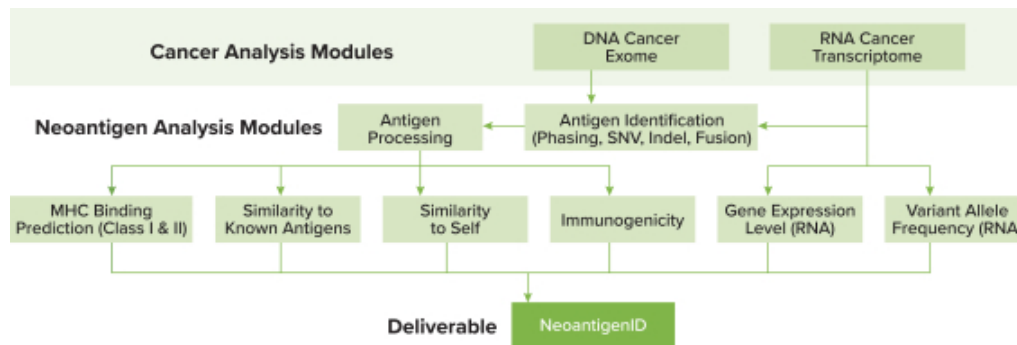 Cancer Analysis Modules
DNA Cancer
Exome
RNA Cancer
Transcriptome
Neoantigen Analysis Modules
Antigen
Processing
Antigen Identification
(Phasing, SNV, Indel, Fusion)
MHC Binding
Prediction (Class I & II)
Similarity to
Known Antigens
Similarity
to Self
Immunogenicity
Gene Expression
Level (RNA)
Variant Allele
Frequency (RNA
Deliverable
NeoantigenID